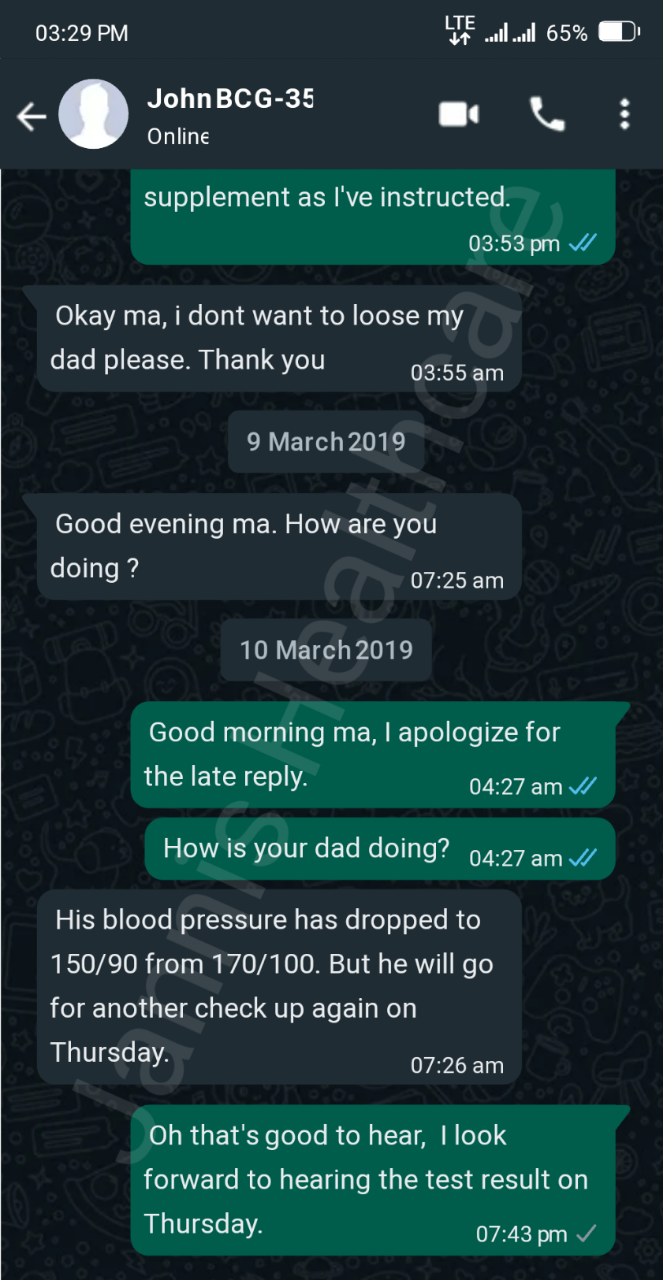 03:29 PM
LTE
65%
John BCG-35
Online
supplement as I've instructed.
03:53 pm
Okay ma, i dont want to loose my
dad please. Thank you
03:55 am
9 March 2019
Good evening ma. How are you
doing ?
07:25 am
10 March 2019
Good morning ma, I apologize for
the late reply.
04:27 am
How is your dad doing?
04:27 am
His blood pressure has dropped to
150/90 from 170/100. But he will go
for another check up again on
Thursday.
07:26 am
Oh that's good to hear, I look
forward to hearing the test result on
Thursday.
07:43 pm
Jannis Healthcare